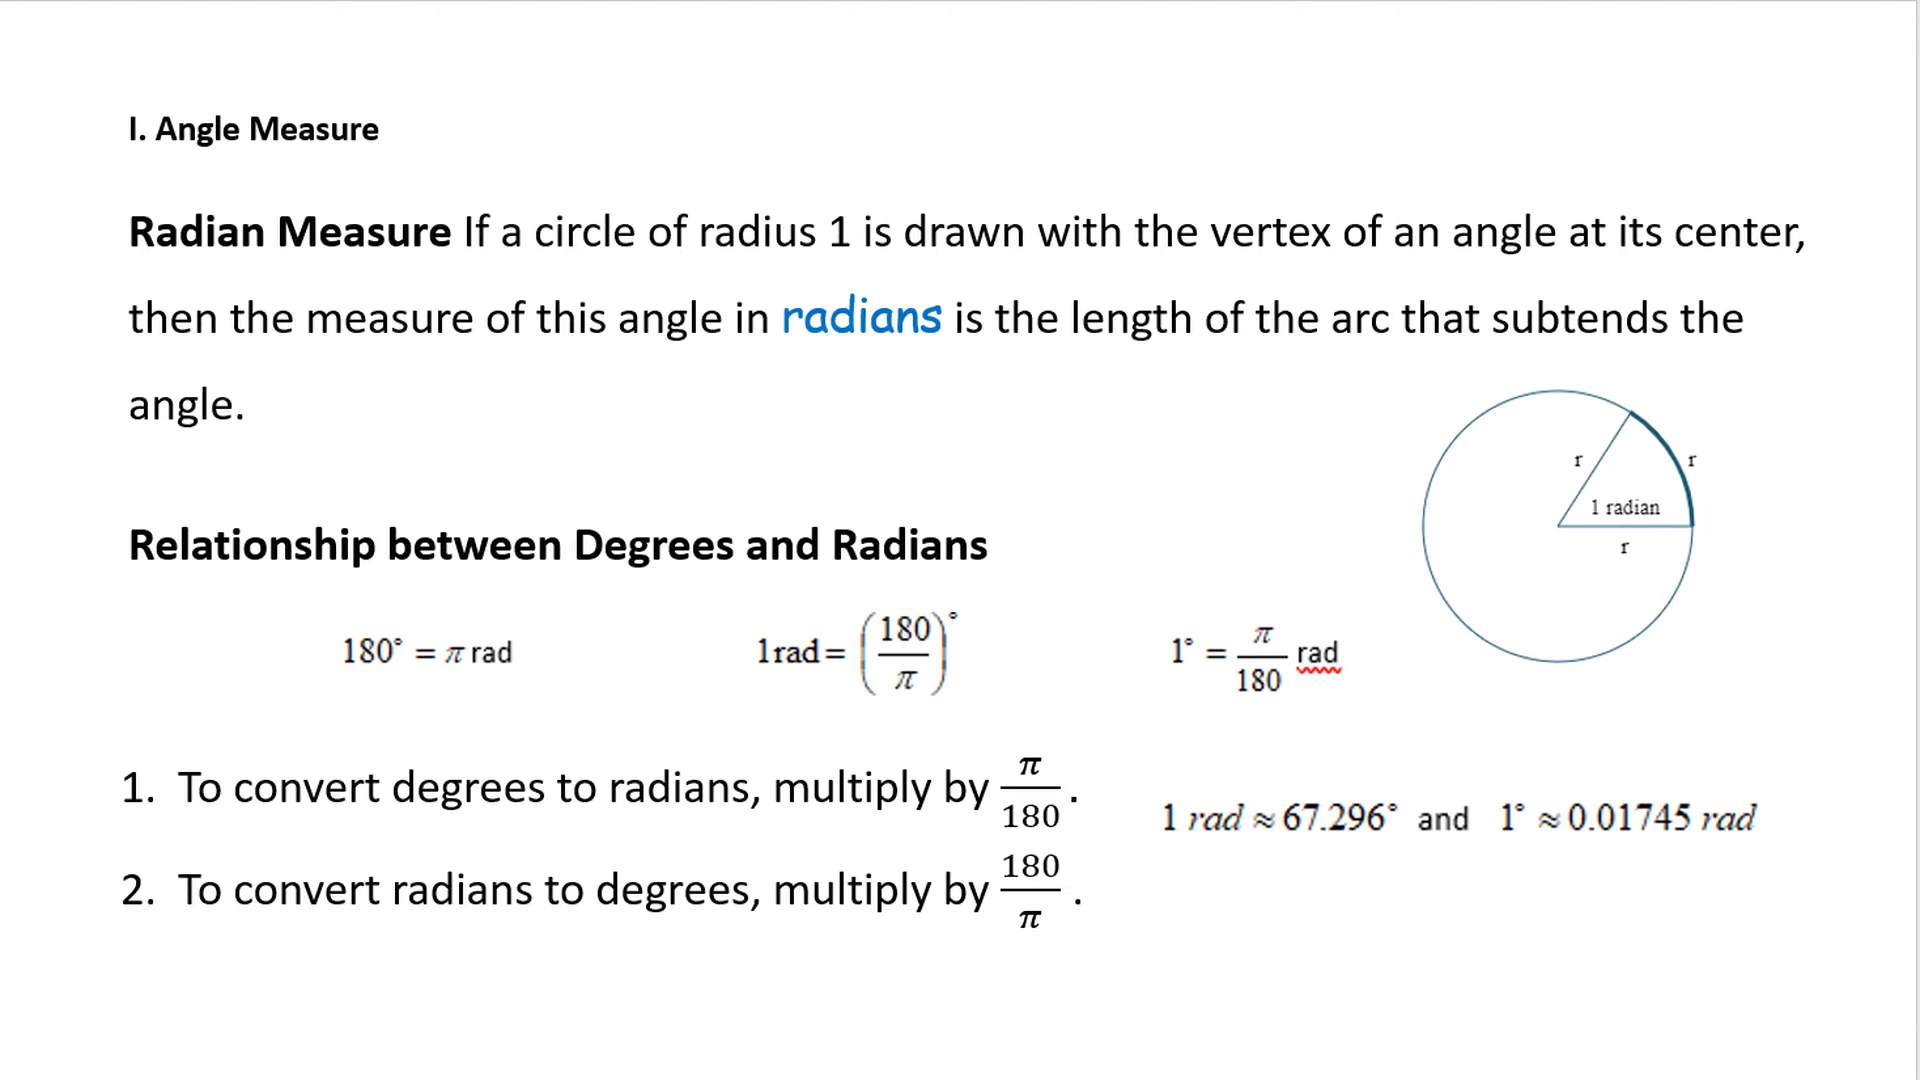 I. Angle Measure
Radian Measure If a circle of radius 1 is drawn with the vertex of an angle at its center,
then the measure of this angle in radians is the length of the arc that subtends the
angle.
r
r
1 radian
r
Relationship between Degrees and Radians
180° = π rad
1 rad = (180/π)°
1° = π/180 rad
1. To convert degrees to radians, multiply by π/180.
1 rad ≈ 67.296° and 1° ≈ 0.01745 rad
2. To convert radians to degrees, multiply by 180/π.